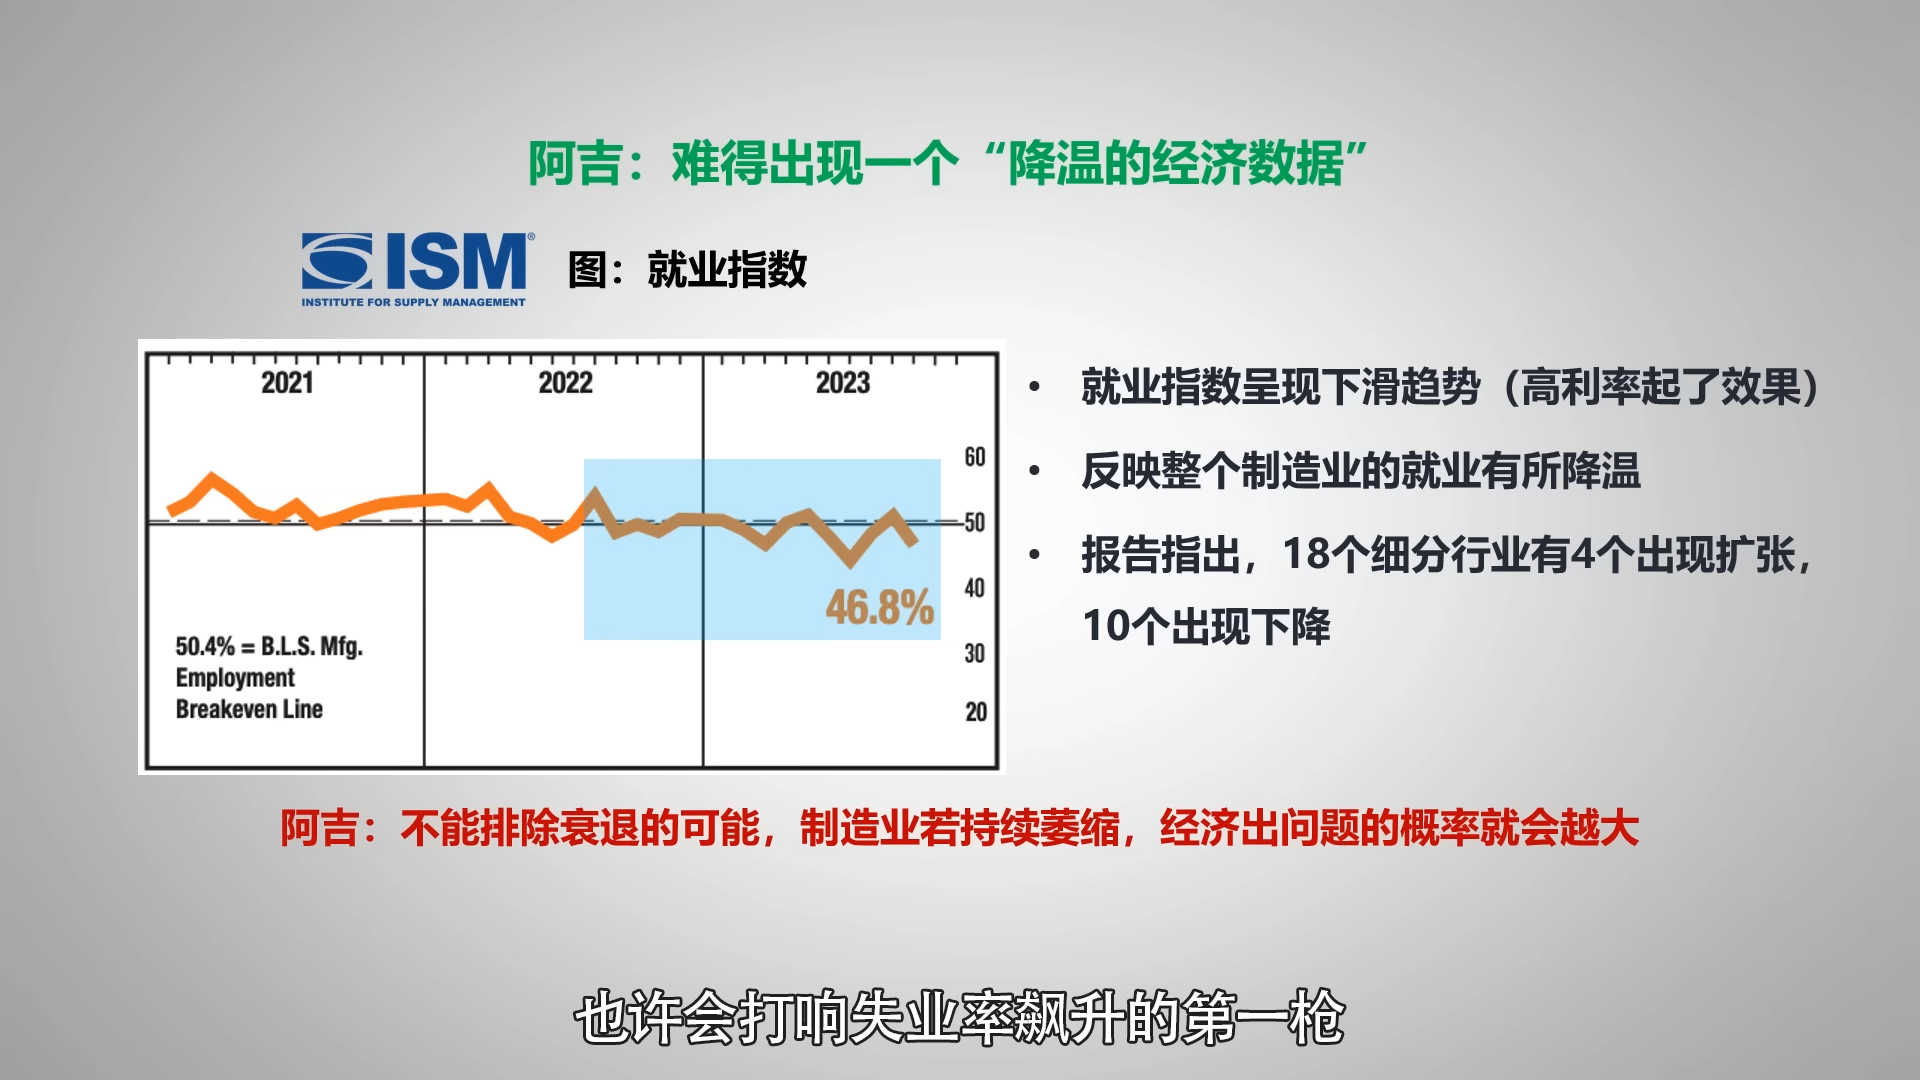 阿吉：难得出现一个“降温的经济数据”
ISM®
INSTITUTE FOR SUPPLY MANAGEMENT
图：就业指数
2021 2022 2023
60
50
40
30
20
46.8%
50.4% = B.L.S. Mfg.
Employment
Breakeven Line
• 就业指数呈现下滑趋势（高利率起了效果）
• 反映整个制造业的就业有所降温
• 报告指出，18个细分行业有4个出现扩张，
10个出现下降
阿吉：不能排除衰退的可能，制造业若持续萎缩，经济出问题的概率就会越大
也许会打响失业率飙升的第一枪